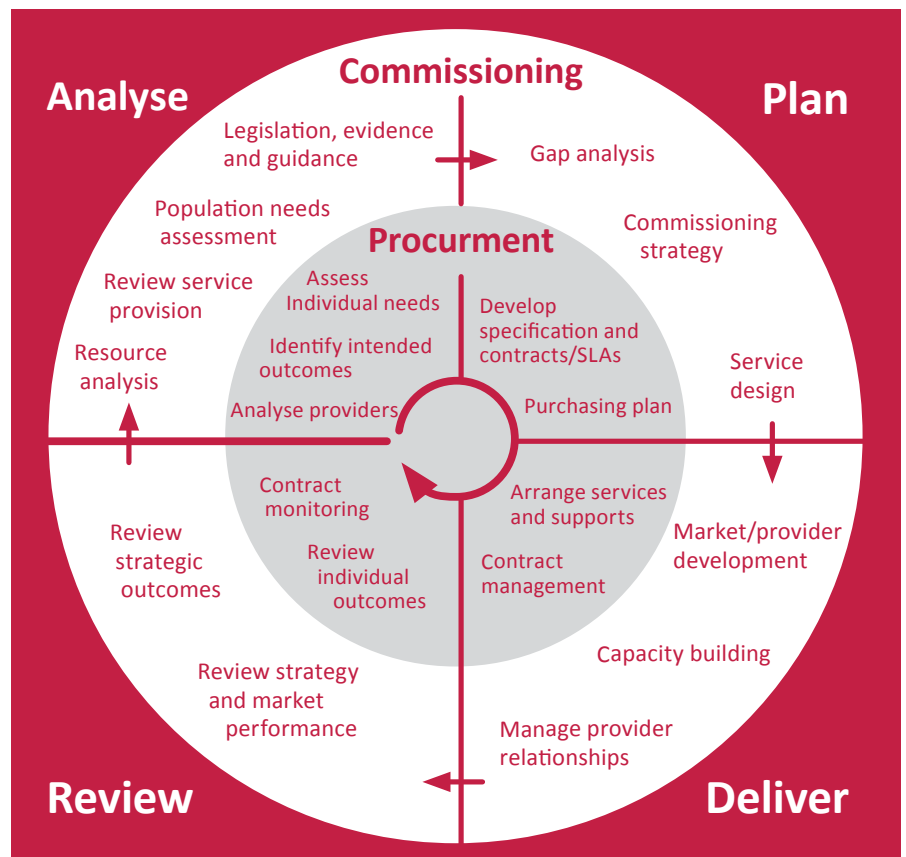 Analyse
Commissioning
Plan
Legislation, evidence
and guidance
Gap analysis
Population needs
assessment
Commissioning
strategy
Review service
provision
Resource
analysis
Service
design
Procurment
Assess
Individual needs
Develop
specification and
contracts/SLAs
Identify intended
outcomes
Analyse providers
Purchasing plan
Contract
monitoring
Arrange services
and supports
Review
individual
outcomes
Contract
management
Review
strategic
outcomes
Market/provider
development
Capacity building
Review strategy
and market
performance
Manage provider
relationships
Review
Deliver